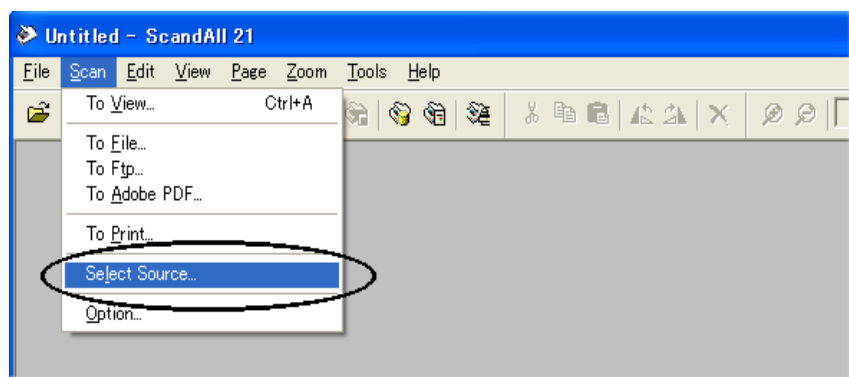 Untitled - ScandAll 21
File Scan Edit View Page Zoom Tools Help
To View... Ctrl+A
To File...
To Ftp...
To Adobe PDF...
To Print...
Select Source...
Option...